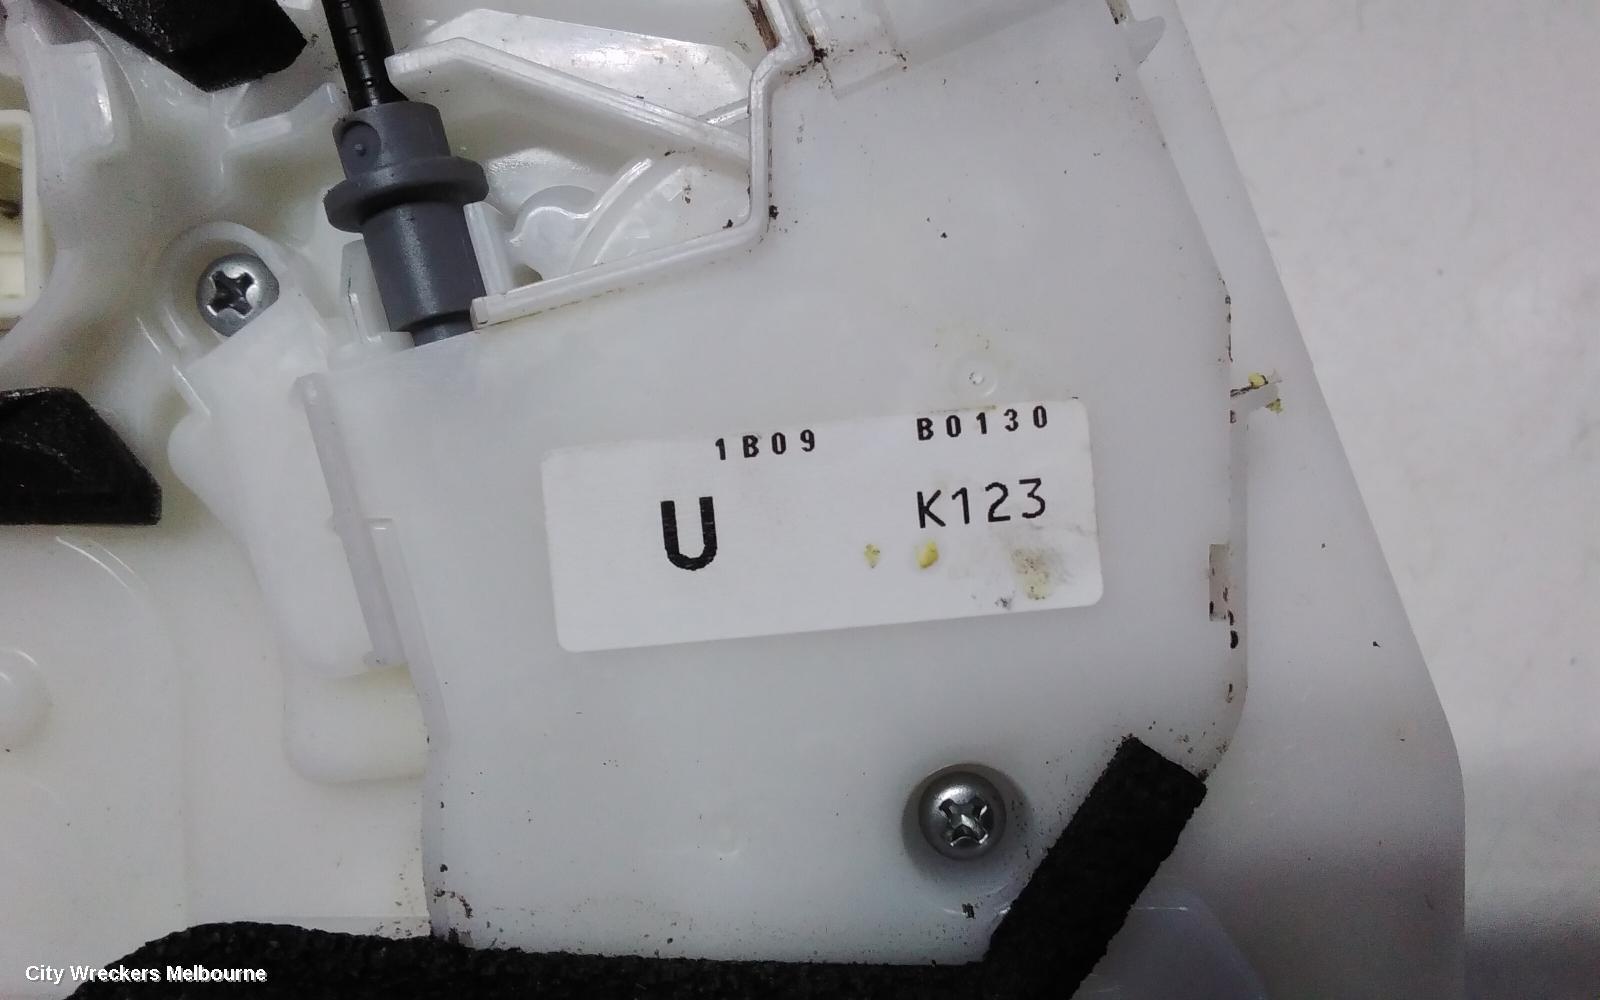 1B09 B0130
U K123
City Wreckers Melbourne